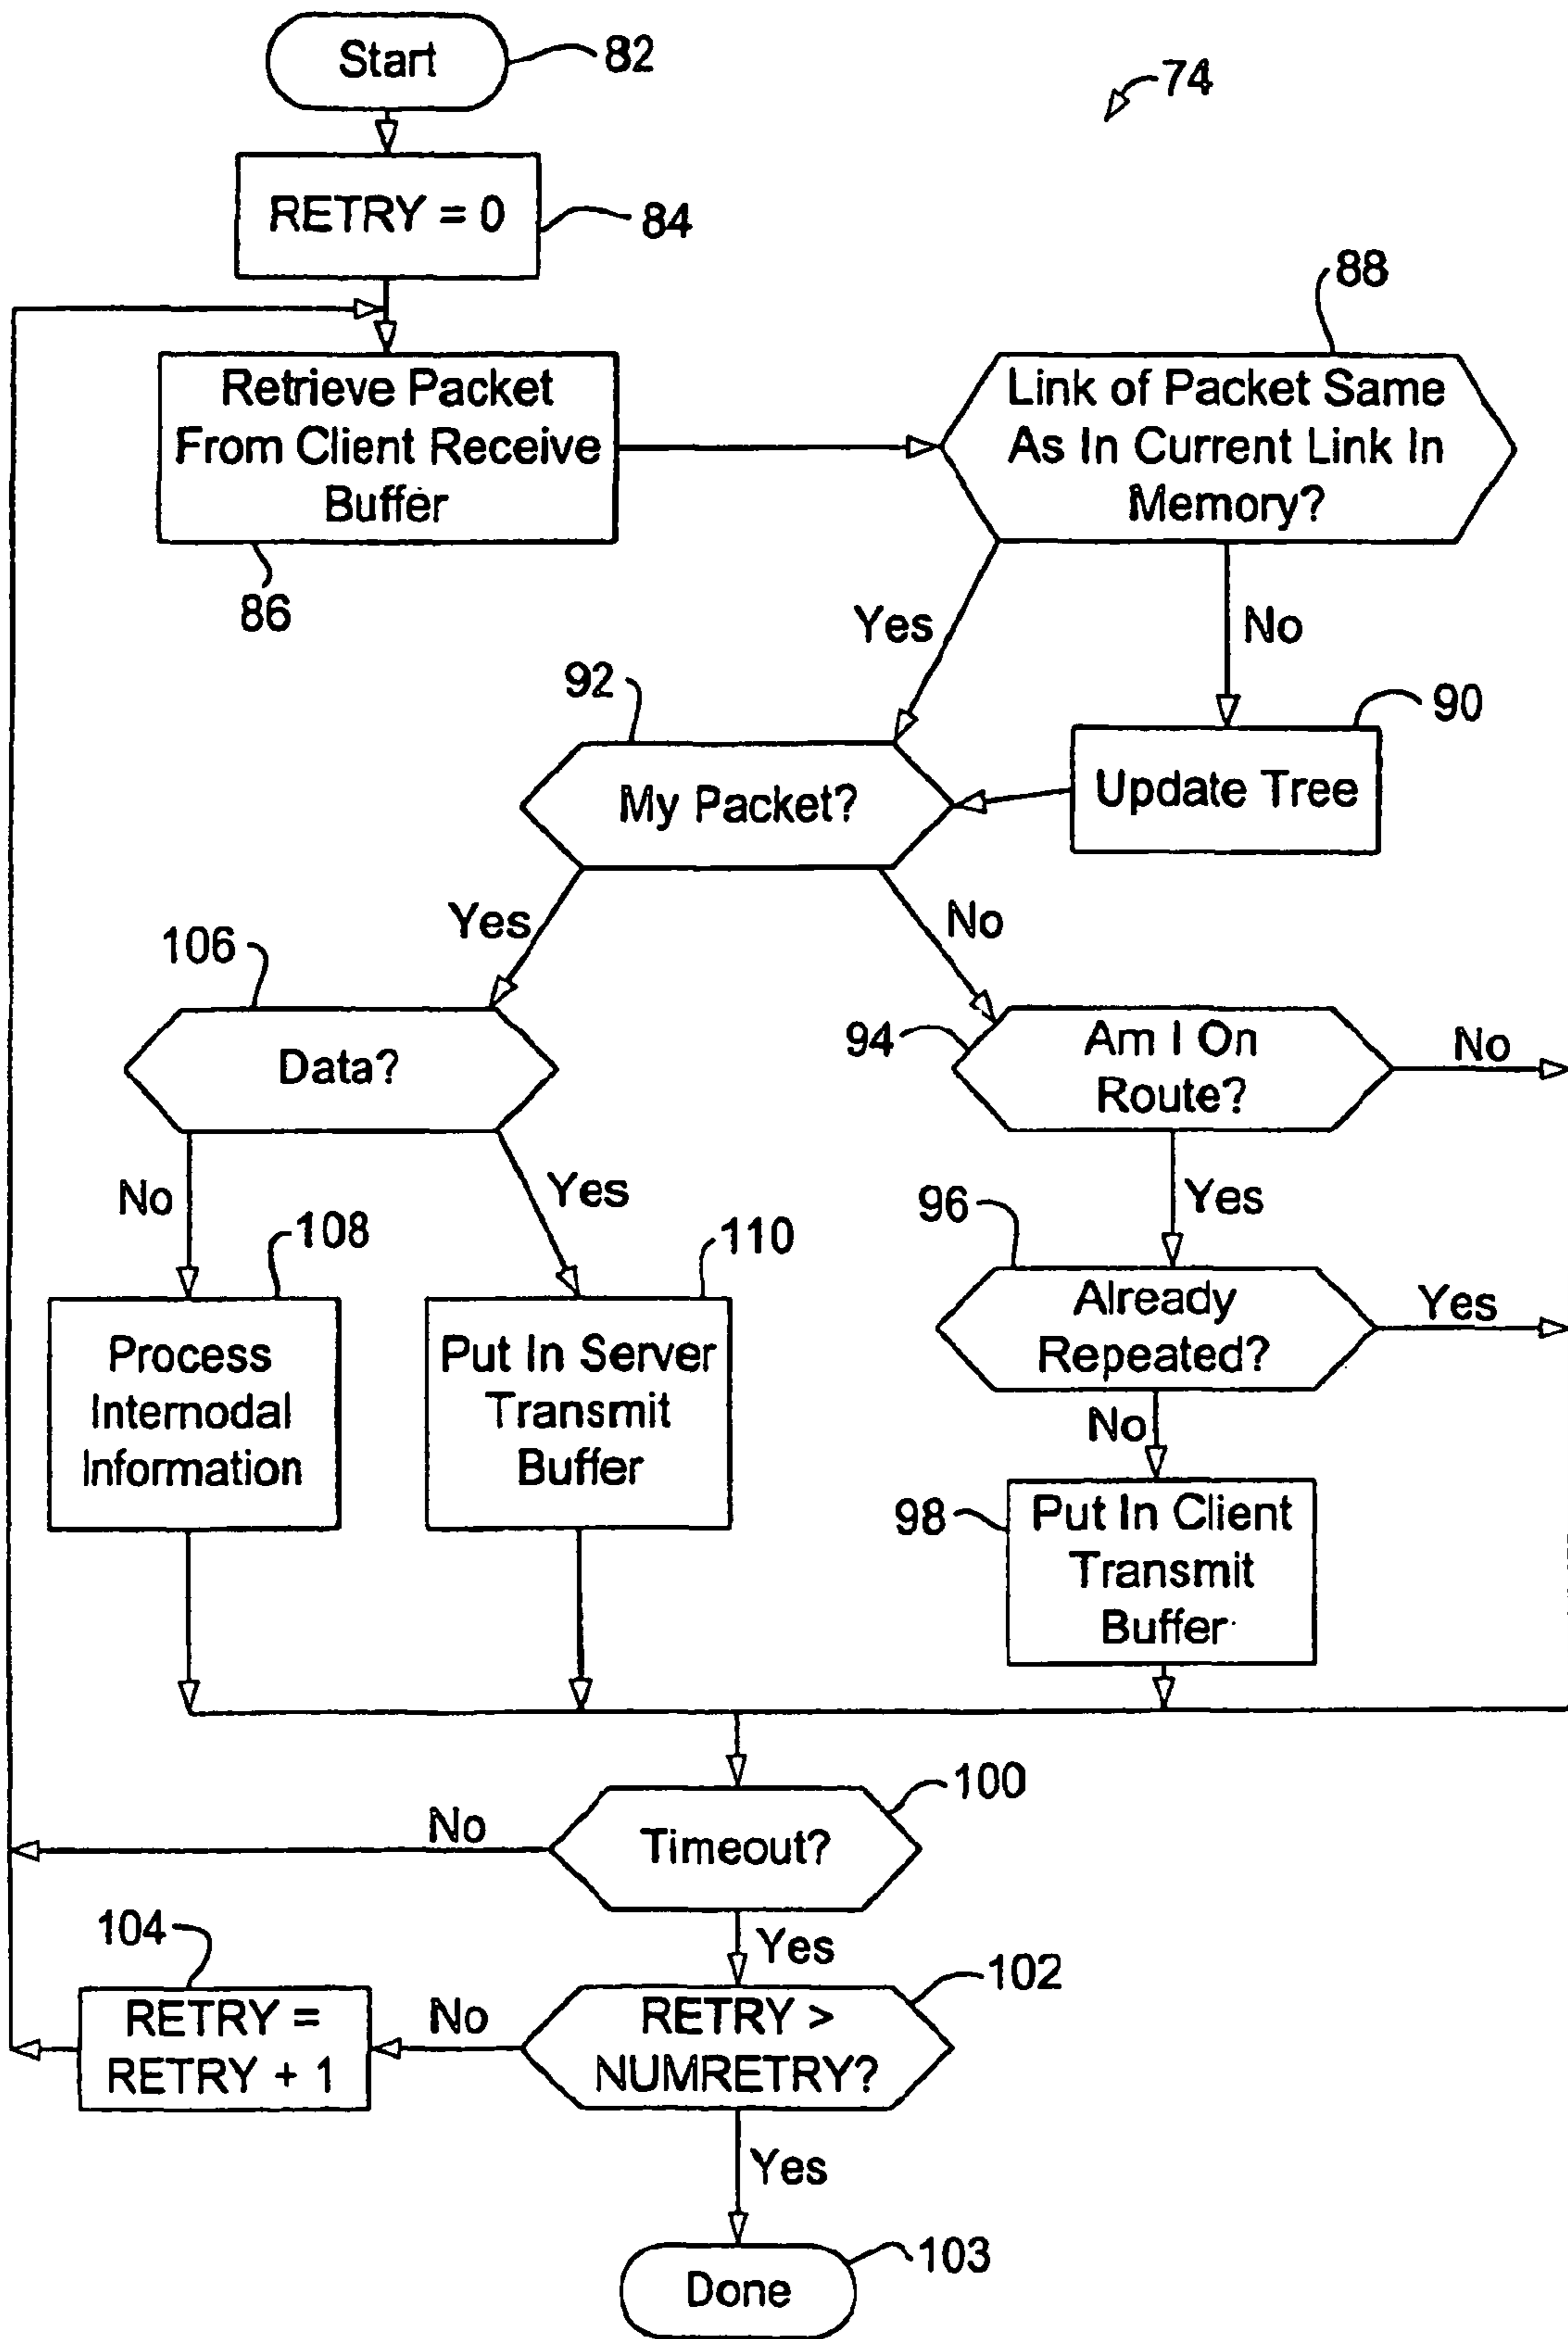 Start
82
74
RETRY = 0
84
88
Retrieve Packet
From Client Receive
Buffer
86
Link of Packet Same
As In Current Link In
Memory?
Yes
No
92
90
My Packet?
Update Tree
Yes
No
106
Data?
94
Am I On
Route?
No
No
Yes
Yes
108
110
96
Already
Repeated?
Yes
Process
Internodal
Information
Put In Server
Transmit
Buffer
No
98
Put In Client
Transmit
Buffer
100
No
Timeout?
Yes
104
102
RETRY =
RETRY + 1
No
RETRY >
NUMRETRY?
Yes
103
Done